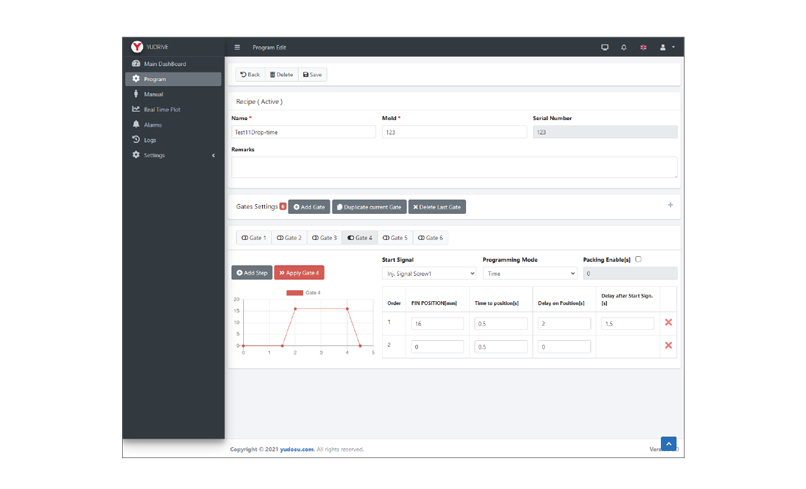 YUDRIVE
Program Edit
Main DashBoard
Program
Manual
Real Time Plot
Alarms
Logs
Settings
Back Delete Save
Recipe ( Active )
Name * Mold * Serial Number
Test11Drop-time 123 123
Remarks
Gates Settings 6 Add Gate Duplicate current Gate Delete Last Gate
Gate 1 Gate 2 Gate 3 Gate 4 Gate 5 Gate 6
Start Signal Programming Mode Packing Enable[s]
Add Step Apply Gate 4 Inj. Signal Screw1 Time 0
Gate 4
20
15
10
5
0
0 1 2 3 4 5
Order PIN POSITION[mm] Time to position[s] Delay on Position[s] Delay after Start Sign. [s]
1 16 0.5 2 1.5
2 0 0.5 0
Copyright © 2021 yudosu.com. All rights reserved.